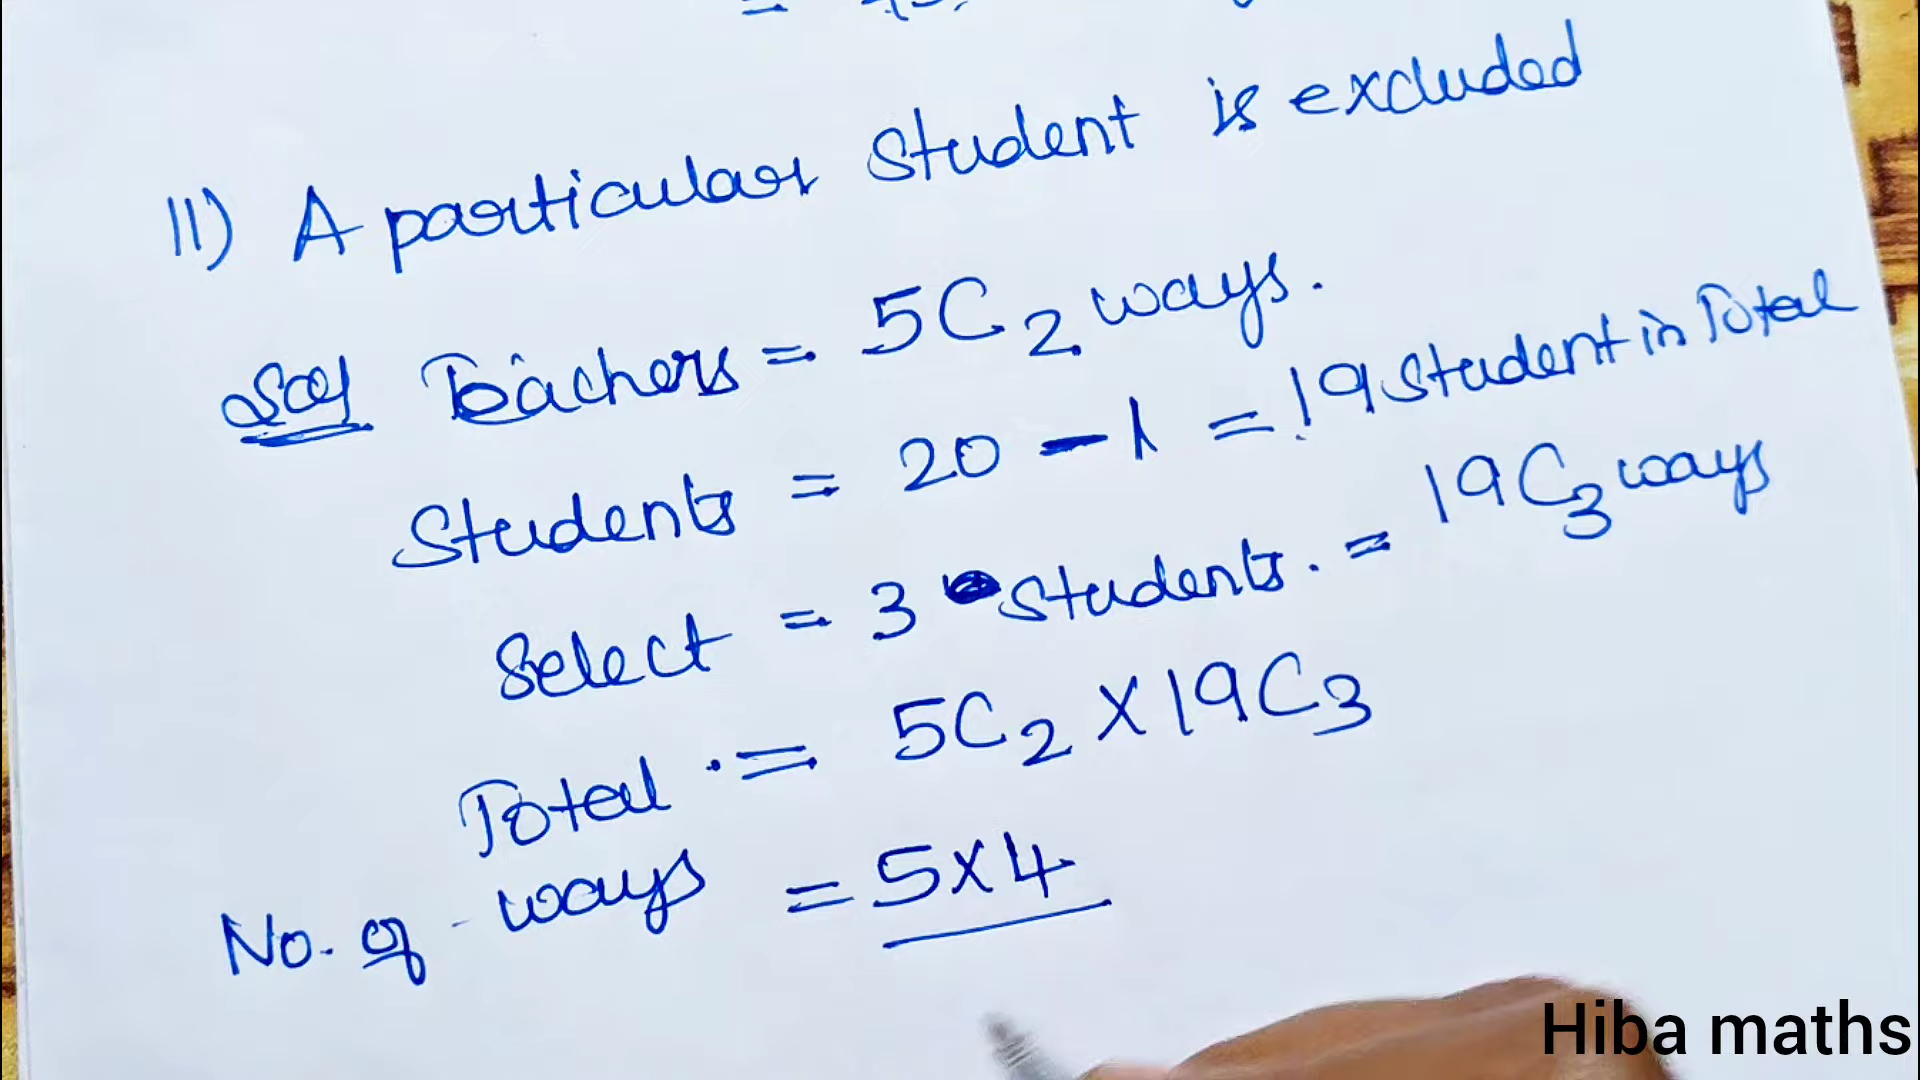 11) A particular Student is excluded
Sol Teachers = 5C2 ways.
Students = 20 - 1 = 19 Student in Total
Select = 3 Students. = 19C3 ways
Total = 5C2 X 19C3
No. of ways = 5X4
Hiba maths